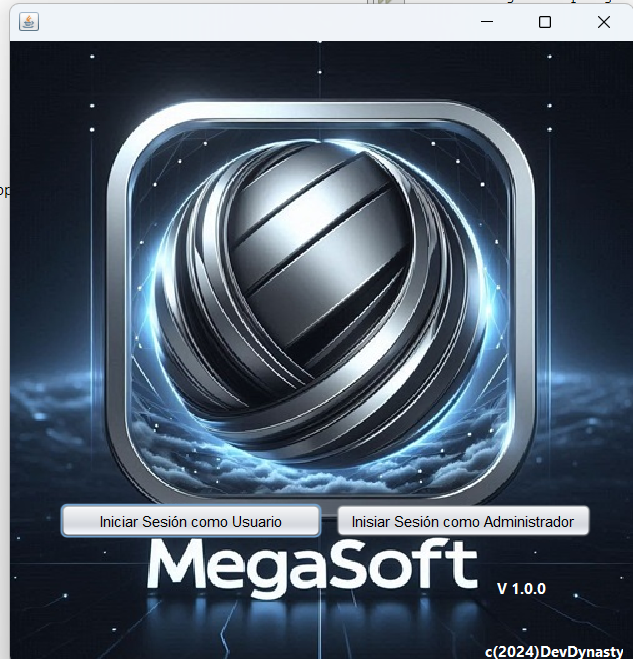 Iniciar Sesión como Usuario
Inisiar Sesión como Administrador
MegaSoft
V 1.0.0
c(2024)DevDynasty